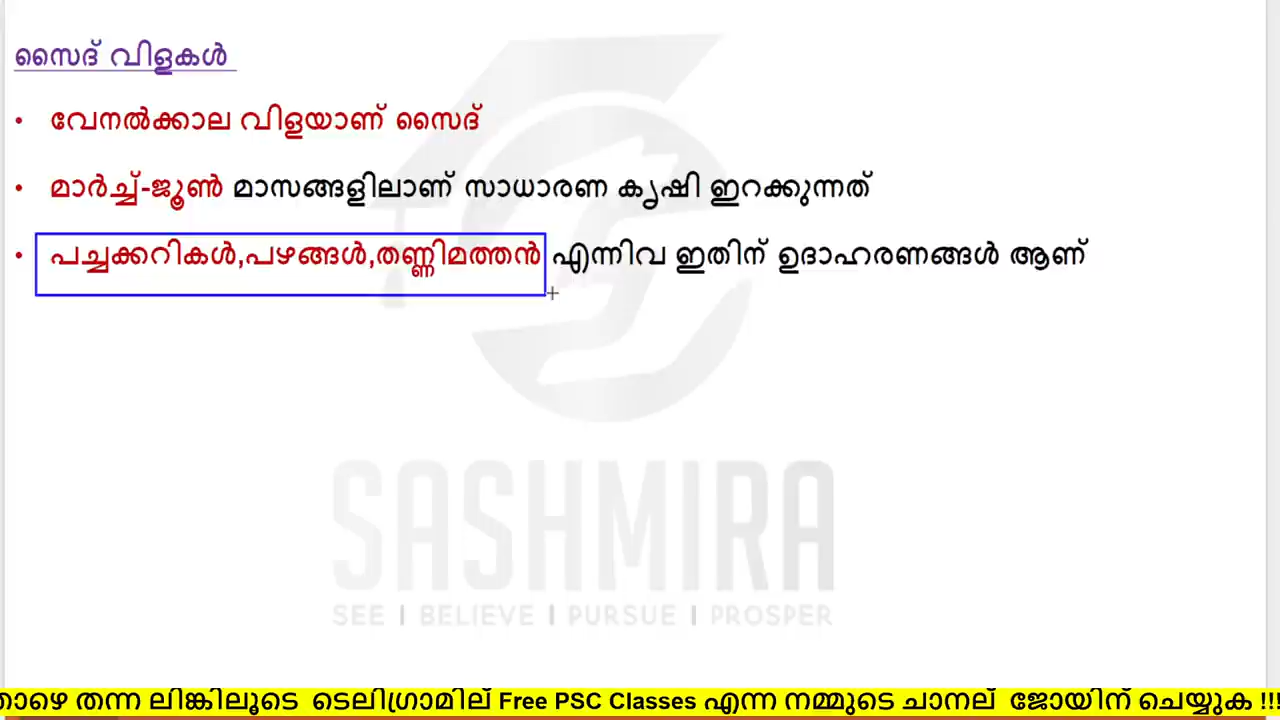 സൈദ് വിളകൾ
• വേനൽക്കാല വിളയാണ് സൈദ്
• മാർച്ച്-ജൂൺ മാസങ്ങളിലാണ് സാധാരണ കൃഷി ഇറക്കുന്നത്
• പച്ചക്കറികൾ,പഴങ്ങൾ,തണ്ണിമത്തൻ എന്നിവ ഇതിന് ഉദാഹരണങ്ങൾ ആണ്
SASHMIRA
SEE | BELIEVE | PURSUE | PROSPER
താഴെ തന്ന ലിങ്കിലൂടെ ടെലിഗ്രാമില് Free PSC Classes എന്ന നമ്മുടെ ചാനല് ജോയിന് ചെയ്യുക !!!